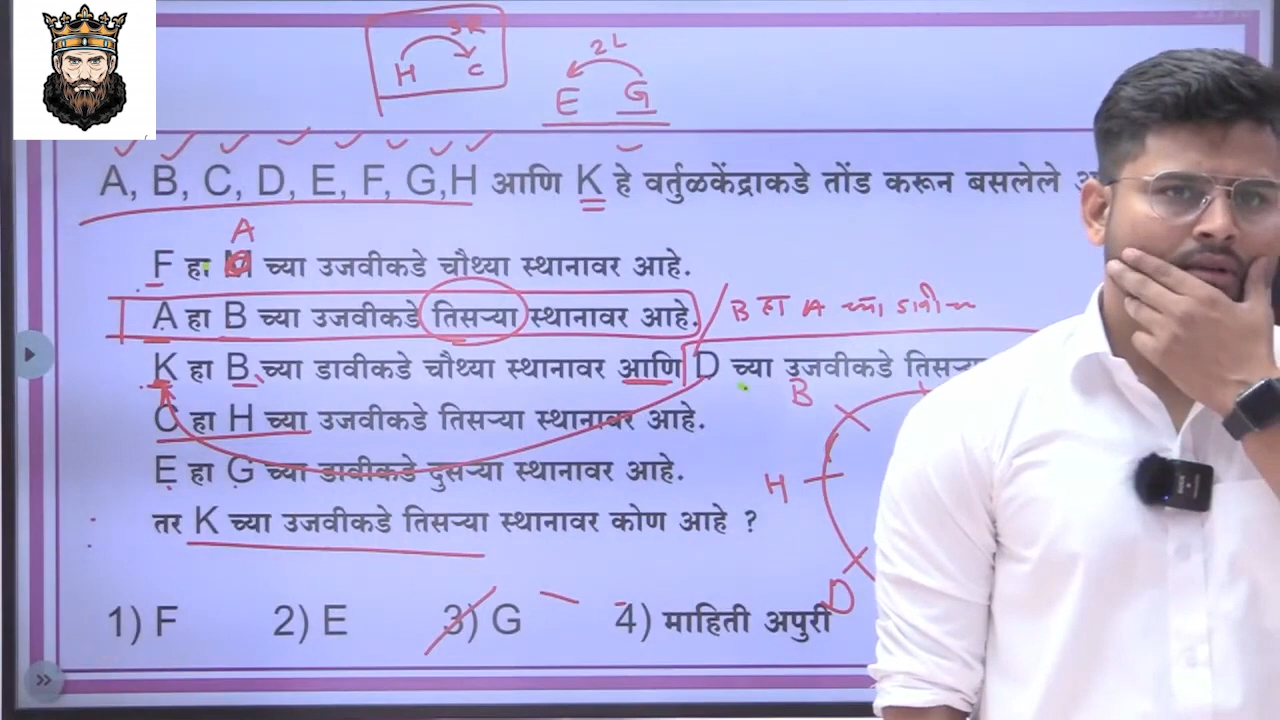 3R
H C
2L
E G
A, B, C, D, E, F, G,H आणि K हे वर्तुळकेंद्राकडे तोंड करून बसलेले
A
F हा च्या उजवीकडे चौथ्या स्थानावर आहे.
A हा B च्या उजवीकडे तिसऱ्या स्थानावर आहे. B हा A च्या
K हा B च्या डावीकडे चौथ्या स्थानावर आणि D च्या उजवीकडे
B
C हा H च्या उजवीकडे तिसऱ्या स्थानावर आहे.
E हा G च्या डावीकडे दुसऱ्या स्थानावर आहे.
H
तर K च्या उजवीकडे तिसऱ्या स्थानावर कोण आहे ?
D
1) F 2) E 3) G 4) माहिती अपुरी